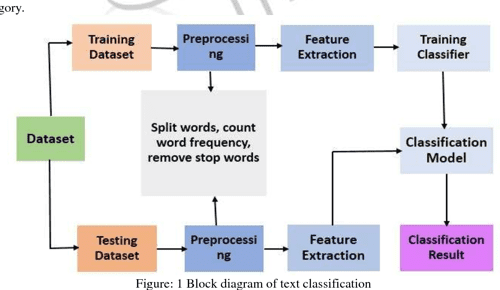 gory.
Training
Dataset
Preprocessi
ng
Feature
Extraction
Training
Classifier
Dataset
Split words, count
word frequency,
remove stop words
Classification
Model
Testing
Dataset
Preprocessi
ng
Feature
Extraction
Classification
Result
Figure: 1 Block diagram of text classification